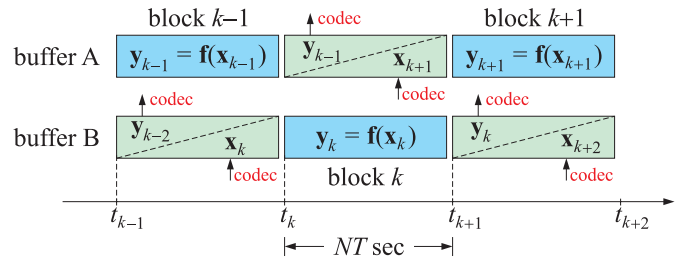 block k−1
codec
block k+1
buffer A
y_{k−1} = f(x_{k−1})
y_{k−1}
x_{k+1}
y_{k+1} = f(x_{k+1})
codec
codec
codec
buffer B
y_{k−2}
x_k
y_k = f(x_k)
y_k
x_{k+2}
codec
block k
codec
t_{k−1}
t_k
t_{k+1}
t_{k+2}
NT sec